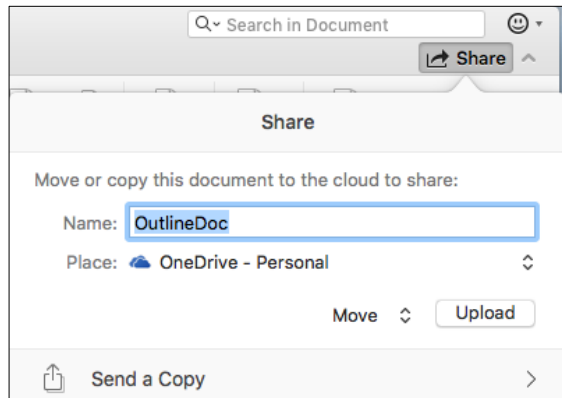 Search in Document
Share
Share
Move or copy this document to the cloud to share:
Name: OutlineDoc
Place: OneDrive - Personal
Move Upload
Send a Copy